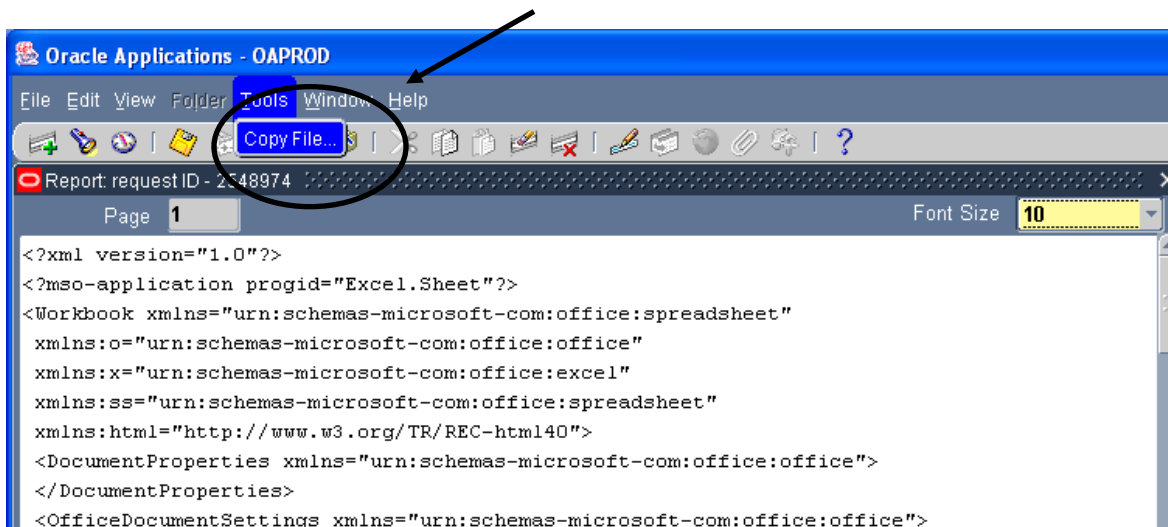 Oracle Applications - OAPROD
File Edit View Folder Tools Window Help
Copy File...
?
Report: request ID - 2548974
Page 1 Font Size 10
<?xml version="1.0"?>
<?mso-application progid="Excel.Sheet"?>
<Workbook xmlns="urn:schemas-microsoft-com:office:spreadsheet"
xmlns:o="urn:schemas-microsoft-com:office:office"
xmlns:x="urn:schemas-microsoft-com:office:excel"
xmlns:ss="urn:schemas-microsoft-com:office:spreadsheet"
xmlns:html="http://www.w3.org/TR/REC-html40">
<DocumentProperties xmlns="urn:schemas-microsoft-com:office:office">
</DocumentProperties>
<OfficeDocumentSettings xmlns="urn:schemas-microsoft-com:office:office">